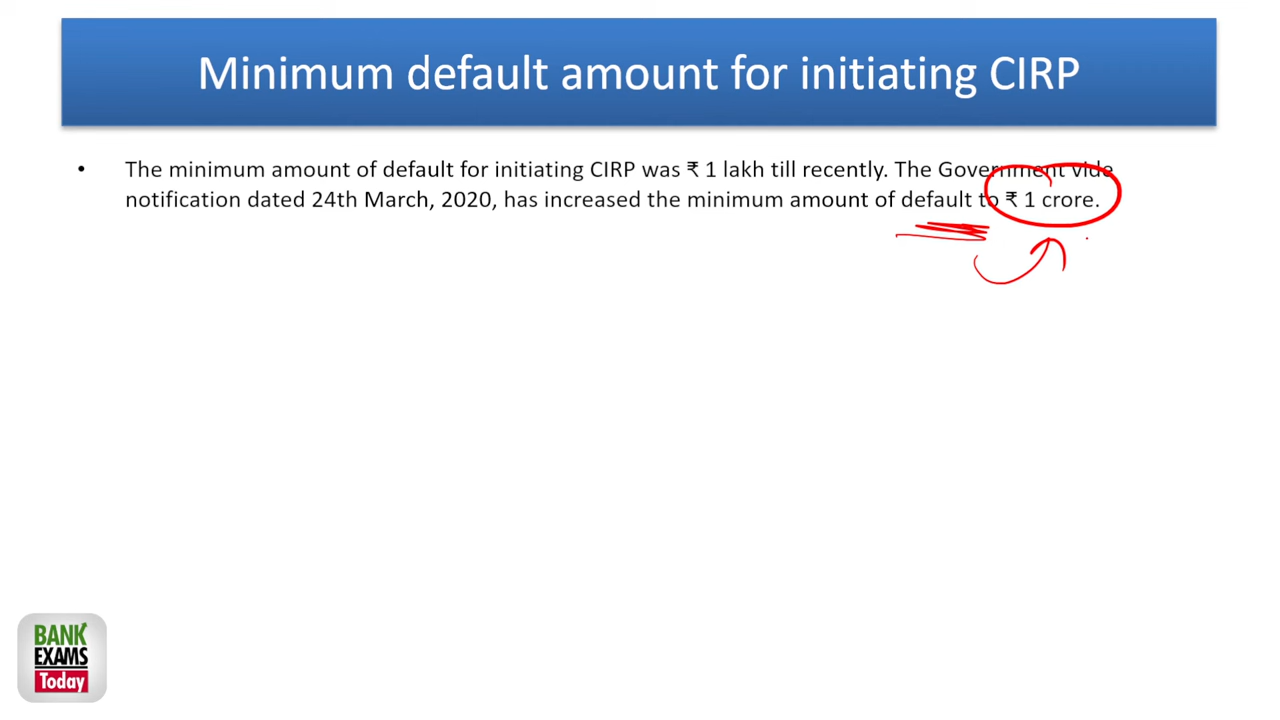 Minimum default amount for initiating CIRP
• The minimum amount of default for initiating CIRP was ₹ 1 lakh till recently. The Government vide
notification dated 24th March, 2020, has increased the minimum amount of default to ₹ 1 crore.
BANK
EXAMS
Today